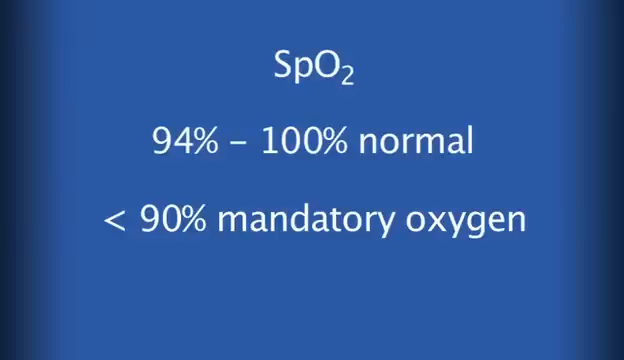 SpO₂
94% – 100% normal
< 90% mandatory oxygen